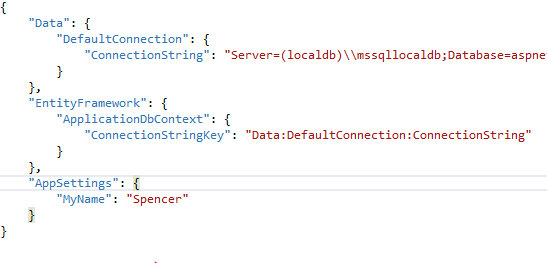 {
    "Data": {
        "DefaultConnection": {
            "ConnectionString": "Server=(localdb)\\mssqllocaldb;Database=aspne
        }
    },
    "EntityFramework": {
        "ApplicationDbContext": {
            "ConnectionStringKey": "Data:DefaultConnection:ConnectionString"
        }
    },
    "AppSettings": {
        "MyName": "Spencer"
    }
}